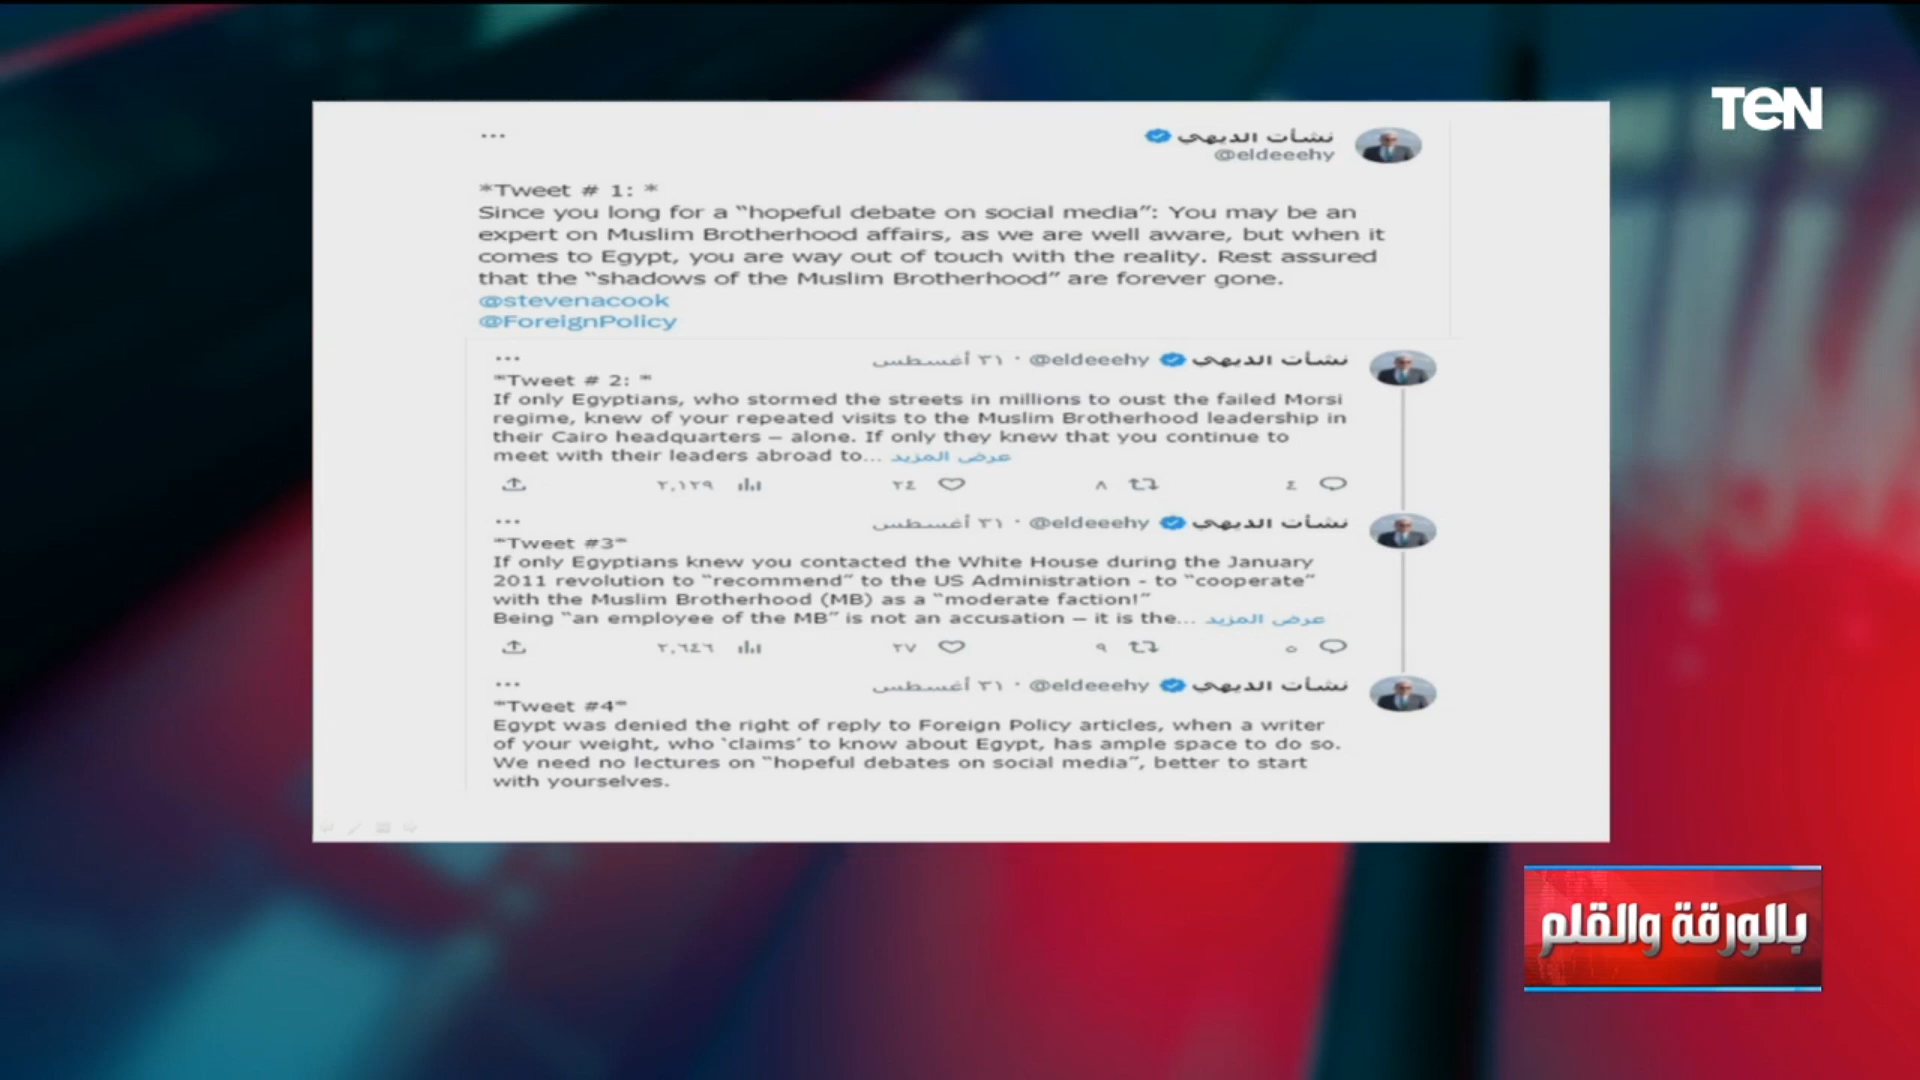 TeN
... نشأت الديهي
@eldeeehy
*Tweet # 1: *
Since you long for a “hopeful debate on social media”: You may be an
expert on Muslim Brotherhood affairs, as we are well aware, but when it
comes to Egypt, you are way out of touch with the reality. Rest assured
that the “shadows of the Muslim Brotherhood” are forever gone.
@stevenacook
@ForeignPolicy
... نشأت الديهي @eldeeehy · ٣١ أغسطس
*Tweet # 2: *
If only Egyptians, who stormed the streets in millions to oust the failed Morsi
regime, knew of your repeated visits to the Muslim Brotherhood leadership in
their Cairo headquarters – alone. If only they knew that you continue to
meet with their leaders abroad to... عرض المزيد
٤ ٨ ٢٤ ٢,١٢٩
... نشأت الديهي @eldeeehy · ٣١ أغسطس
*Tweet #3*
If only Egyptians knew you contacted the White House during the January
2011 revolution to “recommend” to the US Administration - to “cooperate”
with the Muslim Brotherhood (MB) as a “moderate faction!”
Being “an employee of the MB” is not an accusation – it is the... عرض المزيد
٥ ٩ ٢٧ ٢,٦٤٦
... نشأت الديهي @eldeeehy · ٣١ أغسطس
*Tweet #4*
Egypt was denied the right of reply to Foreign Policy articles, when a writer
of your weight, who ‘claims’ to know about Egypt, has ample space to do so.
We need no lectures on “hopeful debates on social media”, better to start
with yourselves.
بالورقة والقلم